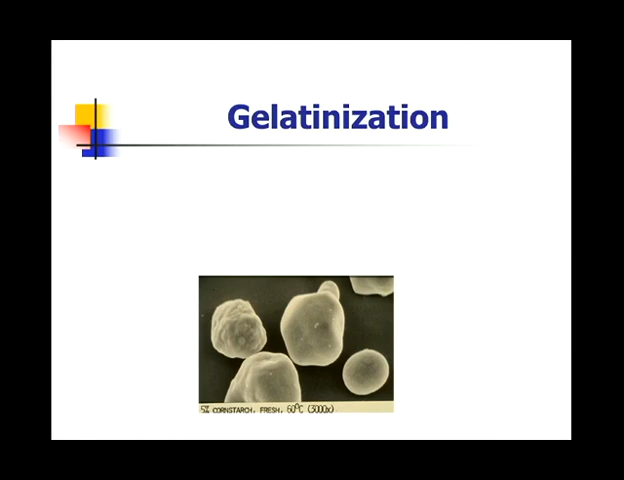 Gelatinization
5% CORNSTARCH, FRESH, 60°C (3000x)